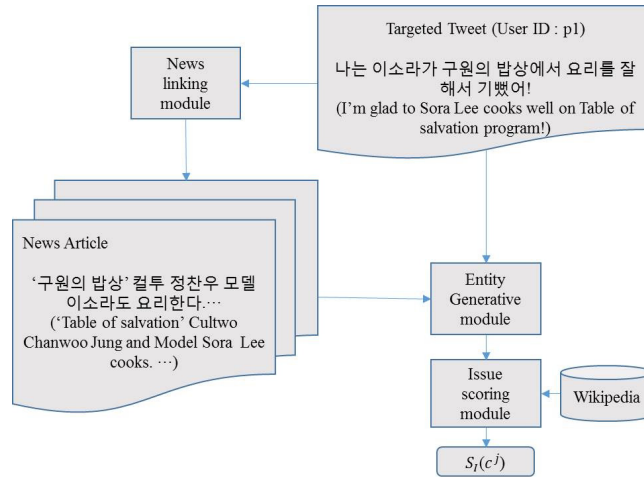 Targeted Tweet (User ID : p1)
나는 이소라가 구원의 밥상에서 요리를 잘
해서 기뻤어!
(I’m glad to Sora Lee cooks well on Table of
salvation program!)
News
linking
module
News Article
‘구원의 밥상’ 컬투 정찬우 모델
이소라도 요리한다.…
(‘Table of salvation’ Cultwo
Chanwoo Jung and Model Sora Lee
cooks. …)
Entity
Generative
module
Issue
scoring
module
Wikipedia
S_I(c^j)